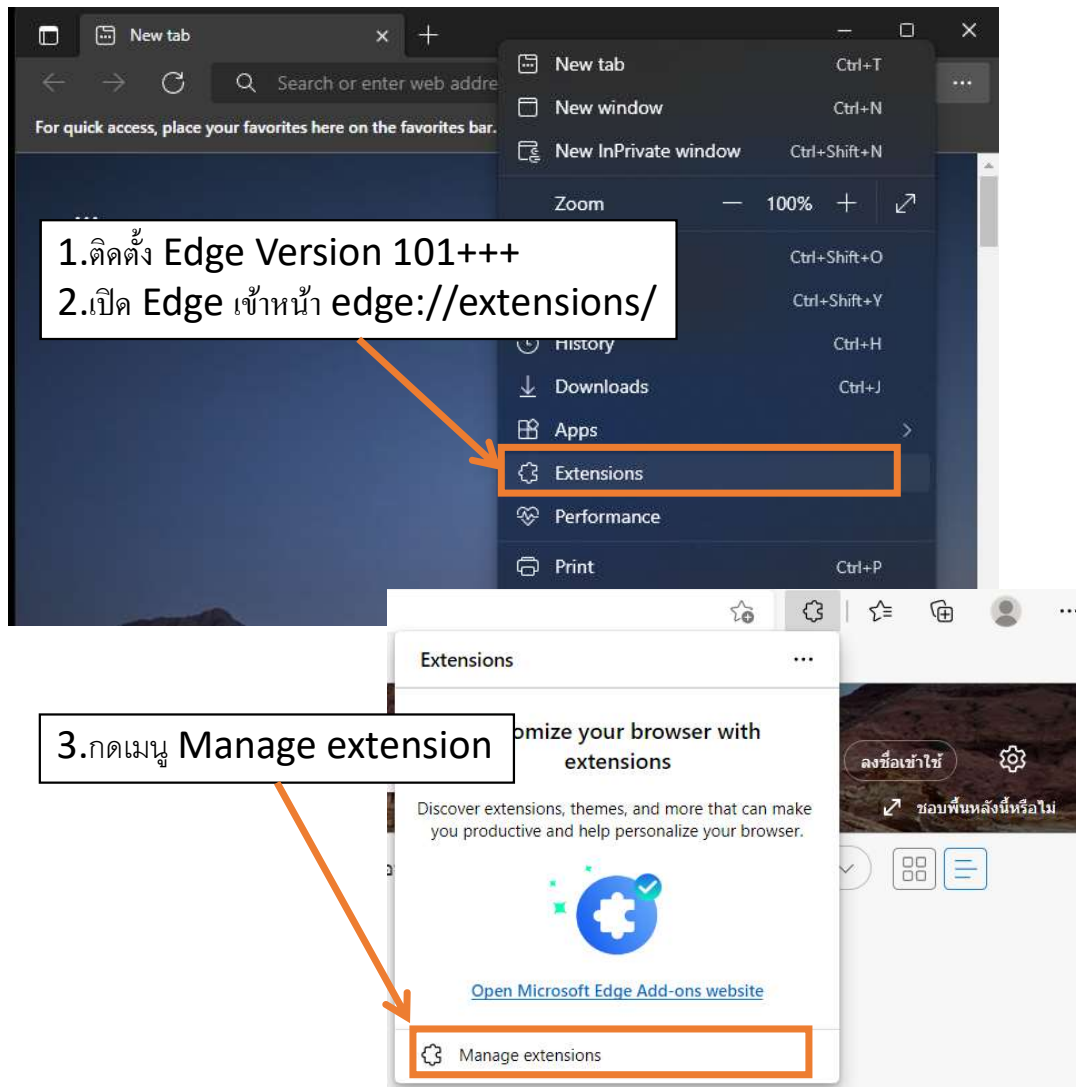 New tab
Search or enter web addre
For quick access, place your favorites here on the favorites bar.
New tab Ctrl+T
New window Ctrl+N
New InPrivate window Ctrl+Shift+N
Zoom 100%
1.ติดตั้ง Edge Version 101+++
2.เปิด Edge เข้าหน้า edge://extensions/
Ctrl+Shift+O
Ctrl+Shift+Y
History Ctrl+H
Downloads Ctrl+J
Apps
Extensions
Performance
Print Ctrl+P
Extensions
3.กดเมนู Manage extension
omize your browser with
extensions
Discover extensions, themes, and more that can make
you productive and help personalize your browser.
Open Microsoft Edge Add-ons website
Manage extensions
ลงชื่อเข้าใช้
ชอบพื้นหลังนี้หรือไม่